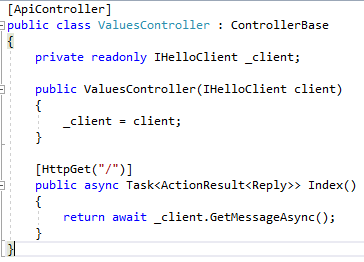 [ApiController]
public class ValuesController : ControllerBase
{
    private readonly IHelloClient _client;

    public ValuesController(IHelloClient client)
    {
        _client = client;
    }

    [HttpGet("/")]
    public async Task<ActionResult<Reply>> Index()
    {
        return await _client.GetMessageAsync();
    }
}